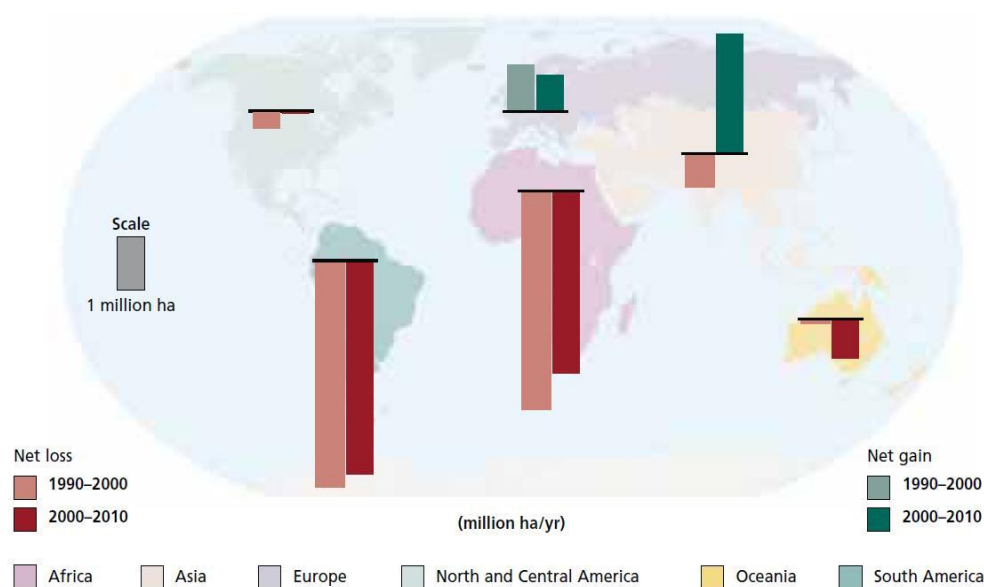 Scale
1 million ha
Net loss
1990–2000
2000–2010
(million ha/yr)
Net gain
1990–2000
2000–2010
Africa
Asia
Europe
North and Central America
Oceania
South America